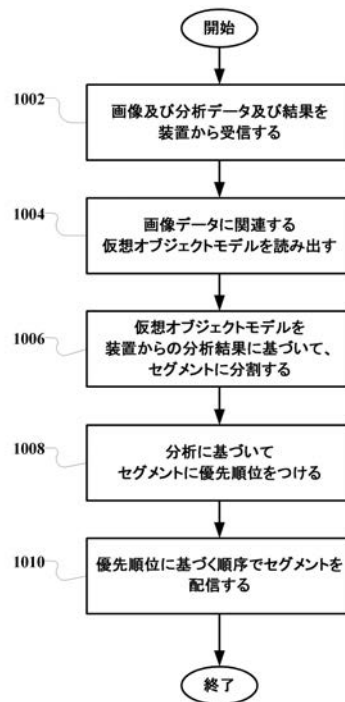 開始
1002
画像及び分析データ及び結果を
装置から受信する
1004
画像データに関連する
仮想オブジェクトモデルを読み出す
1006
仮想オブジェクトモデルを
装置からの分析結果に基づいて、
セグメントに分割する
1008
分析に基づいて
セグメントに優先順位をつける
1010
優先順位に基づく順序でセグメントを
配信する
終了